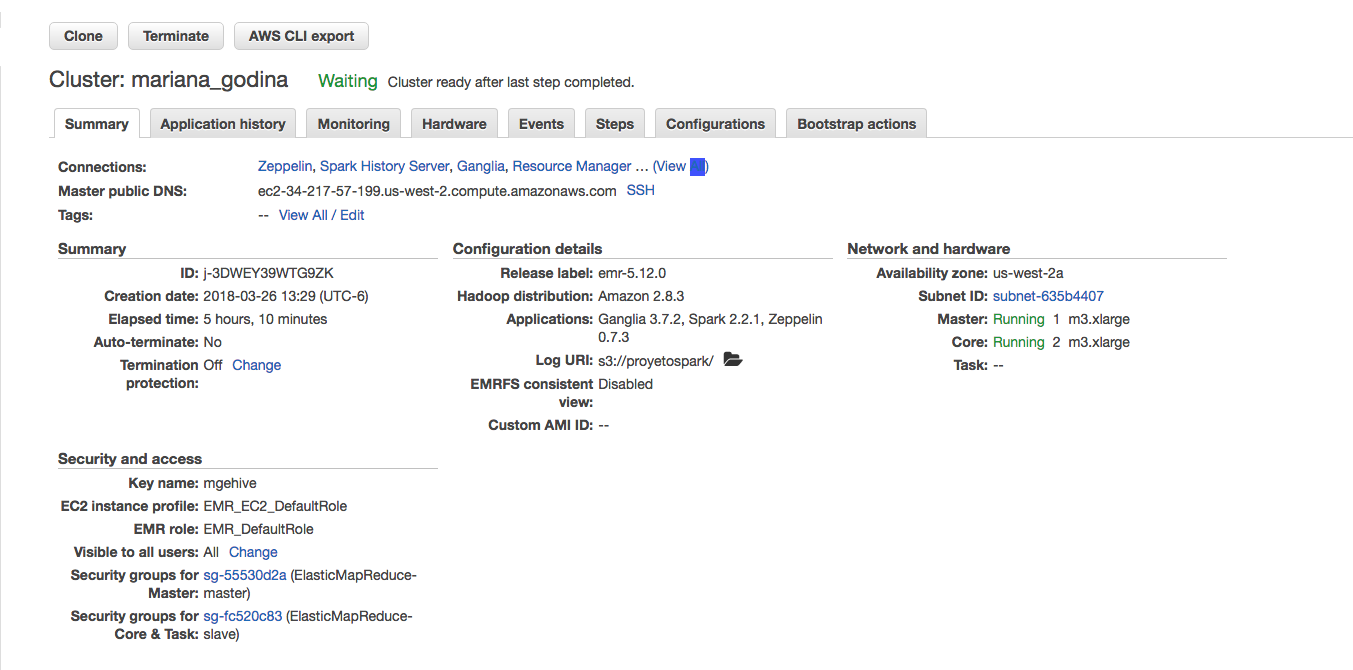 Clone Terminate AWS CLI export
Cluster: mariana_godina Waiting Cluster ready after last step completed.
Summary Application history Monitoring Hardware Events Steps Configurations Bootstrap actions
Connections: Zeppelin, Spark History Server, Ganglia, Resource Manager ... (View )
Master public DNS: ec2-34-217-57-199.us-west-2.compute.amazonaws.com SSH
Tags: -- View All / Edit
Summary
ID: j-3DWEY39WTG9ZK
Creation date: 2018-03-26 13:29 (UTC-6)
Elapsed time: 5 hours, 10 minutes
Auto-terminate: No
Termination Off Change
protection:
Configuration details
Release label: emr-5.12.0
Hadoop distribution: Amazon 2.8.3
Applications: Ganglia 3.7.2, Spark 2.2.1, Zeppelin
0.7.3
Log URI: s3://proyetospark/
EMRFS consistent Disabled
view:
Custom AMI ID: --
Network and hardware
Availability zone: us-west-2a
Subnet ID: subnet-635b4407
Master: Running 1 m3.xlarge
Core: Running 2 m3.xlarge
Task: --
Security and access
Key name: mgehive
EC2 instance profile: EMR_EC2_DefaultRole
EMR role: EMR_DefaultRole
Visible to all users: All Change
Security groups for sg-55530d2a (ElasticMapReduce-
Master: master)
Security groups for sg-fc520c83 (ElasticMapReduce-
Core & Task: slave)